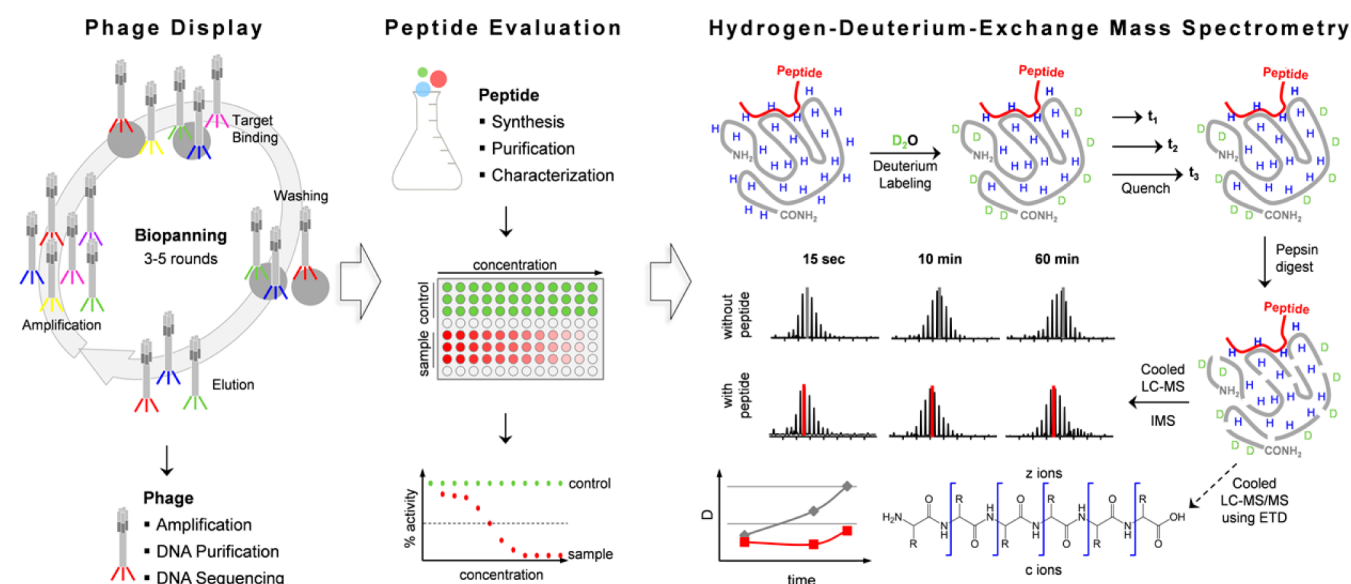 Phage Display
Target
Binding
Washing
Biopanning
3-5 rounds
Amplification
Elution
Phage
▪ Amplification
▪ DNA Purification
▪ DNA Sequencing
Peptide Evaluation
Peptide
▪ Synthesis
▪ Purification
▪ Characterization
concentration
control
sample
% activity
control
sample
concentration
Hydrogen-Deuterium-Exchange Mass Spectrometry
Peptide
H H H H H H H H H H H H H H H H H H H H
NH₂
CONH₂
D₂O
Deuterium
Labeling
Peptide
H H H H H H H H H H H
D D D D D D D D D
NH₂
CONH₂
t₁
t₂
t₃
Quench
Peptide
H H H H H H H H H H H
D D D D D D D D D
NH₂
CONH₂
Pepsin
digest
15 sec
10 min
60 min
without
peptide
with
peptide
Peptide
H H H H H H H H H H H
D D D D D D D D D
NH₂
CONH₂
Cooled
LC-MS
IMS
Cooled
LC-MS/MS
using ETD
D
time
z ions
H₂N
R
O
N
H
R
O
H
N
R
O
N
H
R
O
H
N
R
O
N
H
R
O
OH
c ions